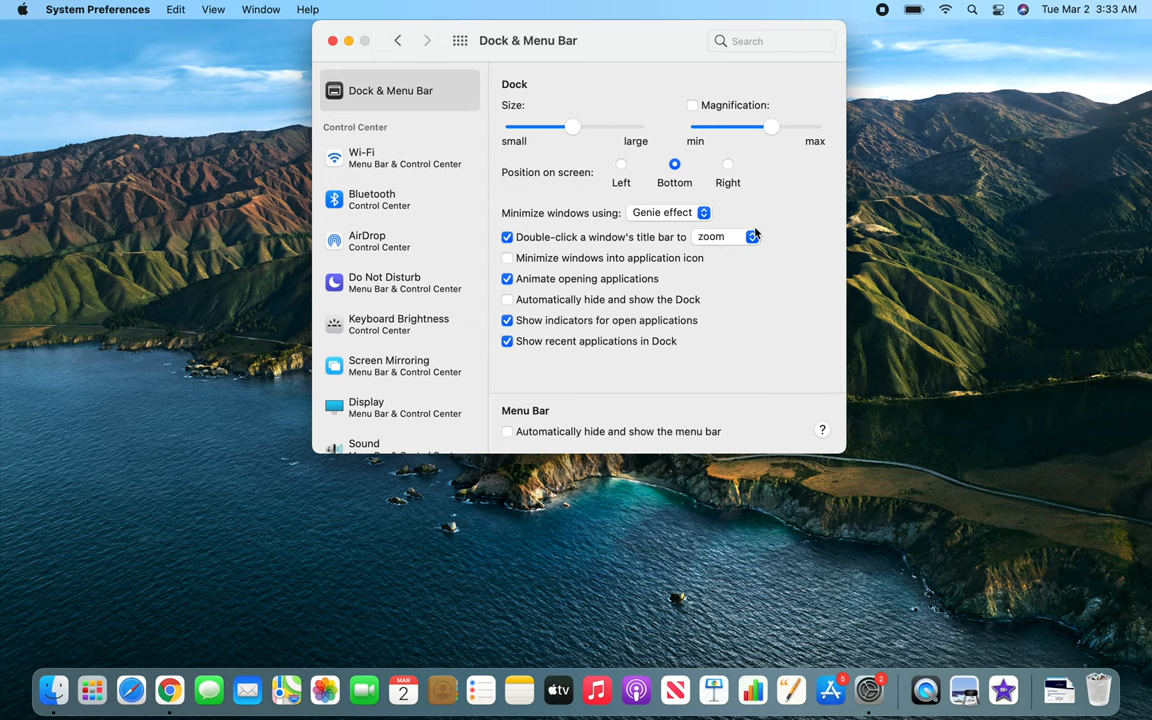 System Preferences Edit View Window Help Tue Mar 2 3:33 AM
Dock & Menu Bar
Search
Dock & Menu Bar
Control Center
Wi-Fi
Menu Bar & Control Center
Bluetooth
Control Center
AirDrop
Control Center
Do Not Disturb
Menu Bar & Control Center
Keyboard Brightness
Control Center
Screen Mirroring
Menu Bar & Control Center
Display
Menu Bar & Control Center
Sound
Dock
Size: Magnification:
small large min max
Position on screen:
Left Bottom Right
Minimize windows using: Genie effect
Double-click a window's title bar to zoom
Minimize windows into application icon
Animate opening applications
Automatically hide and show the Dock
Show indicators for open applications
Show recent applications in Dock
Menu Bar
Automatically hide and show the menu bar ?
MAR
2
tv
5
2